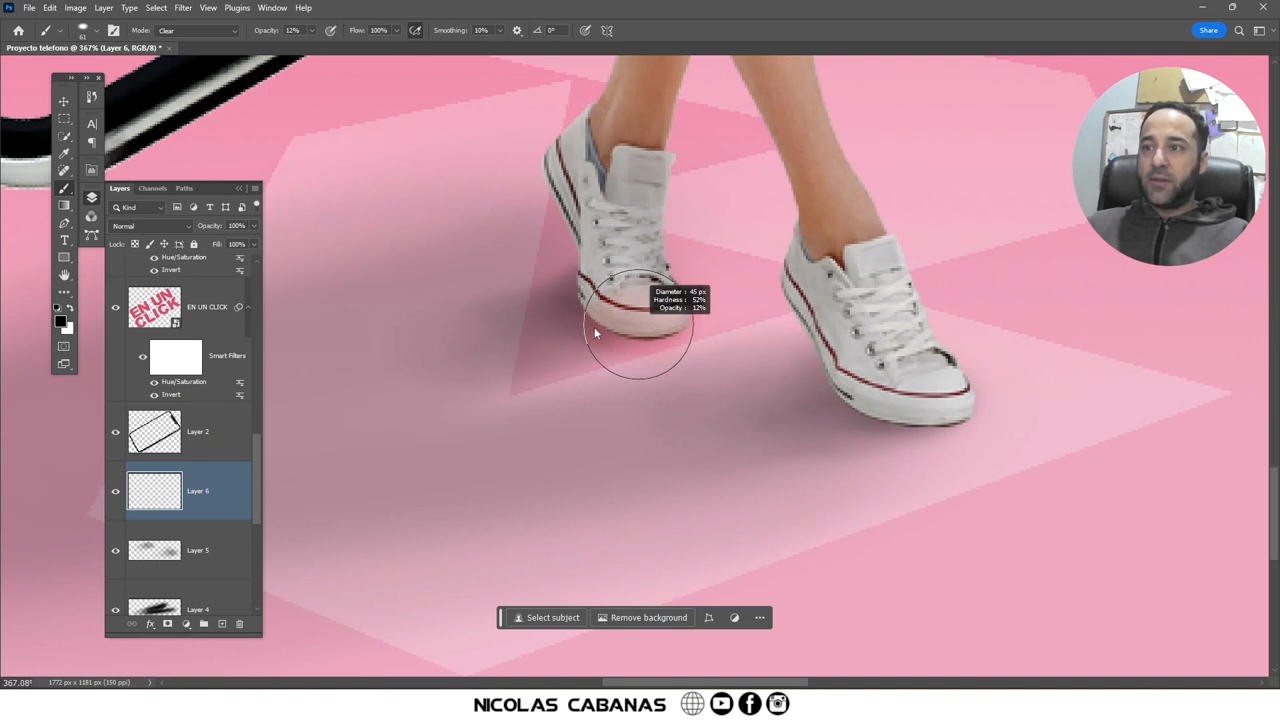 File Edit Image Layer Type Select Filter View Plugins Window Help
61 Mode: Clear Opacity: 12% Flow: 100% Smoothing: 10% 0° Share
Proyecto telefono @ 367% (Layer 6, RGB/8) *
Layers Channels Paths
Kind
Normal Opacity: 100%
Lock: Fill: 100%
Hue/Saturation
Invert
EN UN CLICK
EN UN CLICK
Smart Filters
Hue/Saturation
Invert
Layer 2
Layer 6
Layer 5
Layer 4
Diameter : 45 px
Hardness : 52%
Opacity : 12%
Select subject Remove background
367.08% 1772 px x 1181 px (150 ppi)
NICOLAS CABANAS